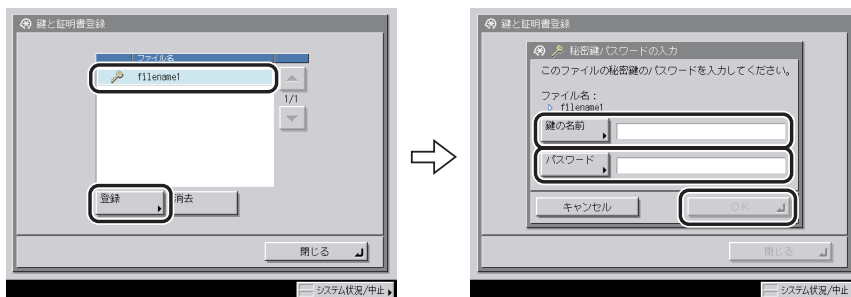 鍵と証明書登録
ファイル名
filename1
1/1
登録
消去
閉じる
システム状況/中止
鍵と証明書登録
秘密鍵パスワードの入力
このファイルの秘密鍵のパスワードを入力してください。
ファイル名：
filename1
鍵の名前
パスワード
キャンセル
OK
閉じる
システム状況/中止